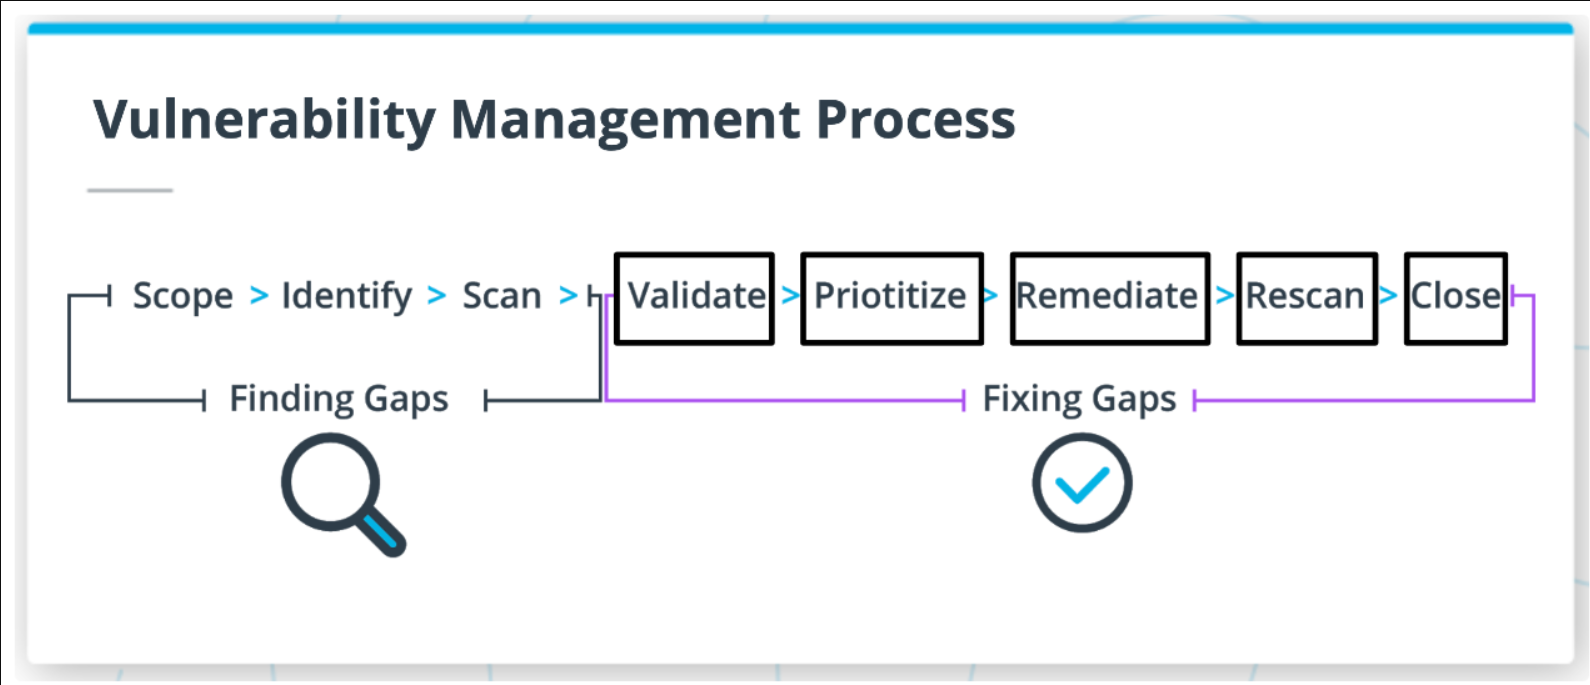 Vulnerability Management Process
Scope > Identify > Scan > Validate > Priotitize > Remediate > Rescan > Close
Finding Gaps Fixing Gaps